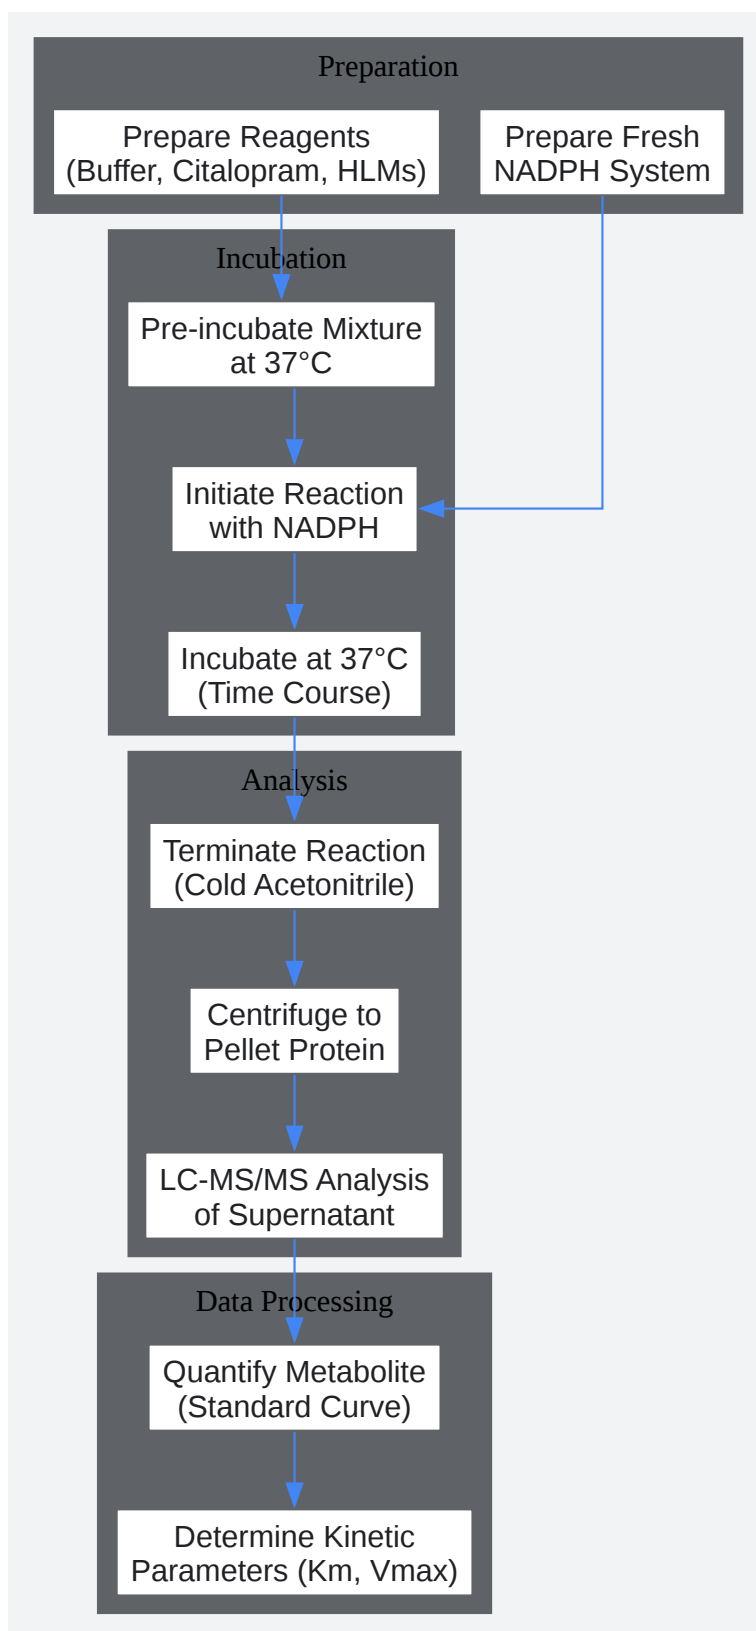 Preparation
Prepare Reagents
(Buffer, Citalopram, HLMs)
Prepare Fresh
NADPH System
Incubation
Pre-incubate Mixture
at 37°C
Initiate Reaction
with NADPH
Incubate at 37°C
(Time Course)
Analysis
Terminate Reaction
(Cold Acetonitrile)
Centrifuge to
Pellet Protein
LC-MS/MS Analysis
of Supernatant
Data Processing
Quantify Metabolite
(Standard Curve)
Determine Kinetic
Parameters (Km, Vmax)